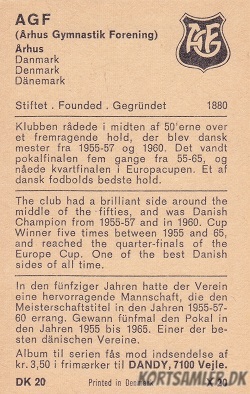 AGF
(Århus Gymnastik Forening)
Århus
Danmark
Denmark
Dänemark
AGF
Stiftet . Founded . Gegründet 1880
Klubben rådede i midten af 50'erne over et
fremragende hold, der blev dansk
mester fra 1955-57 og 1960. Det vandt
pokalfinalen fem gange fra 55-65, og
nåede kvartfinalen i Europacupen. Et af
dansk fodbolds bedste hold.
The club had a brilliant side around the
middle of the fifties, and was Danish
Champion from 1955-57 and in 1960. Cup
Winner five times between 1955 and 65,
and reached the quarter-finals of the
Europe Cup. One of the best Danish
sides of all time.
In den fünfziger Jahren hatte der Verein
eine hervorragende Mannschaft, die den
Meisterschaftstitel in den Jahren 1955-57-
60 errang. Gewann fünfmal den Pokal in
den Jahren 1955 bis 1965. Einer der be-
sten dänischen Vereine.
Album til serien fås mod indsendelse af
kr. 3,50 i frimærker til DANDY, 7100 Vejle.
DK 20 Printed in Denmark X 20
KORTSAMLER.DK